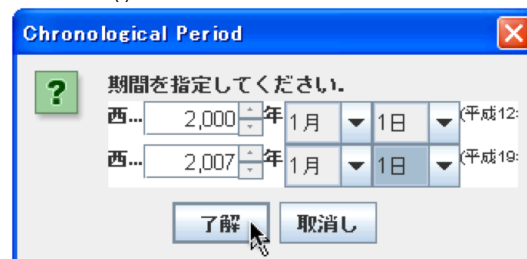 Chronological Period
?
期間を指定してください.
西... 2,000 年 1月 1日 (平成12:
西... 2,007 年 1月 1日 (平成19:
了解 取消し